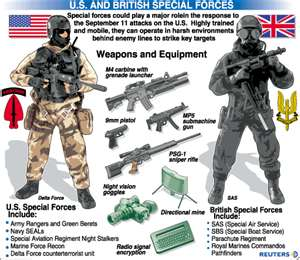 U.S. AND BRITISH SPECIAL FORCES
Special forces could play a major rolein the response to
the September 11 attacks on the U.S. Highly trained
and mobile, they can operate in harsh environments
behind enemy lines to strike key targets
Weapons and Equipment
M4 carbine with
grenade launcher
9mm pistol
MP5
submachine
gun
PSG-1
sniper rifle
Night vision
goggles
Directional mine
Radio signal
encryption
Delta Force
SAS
U.S. Special Forces
Include:
• Army Rangers and Green Berets
• Navy SEALs
• Special Aviation Regiment Night Stalkers
• Marine Force Recon
• Delta Force counterterrorist unit
British Special
Forces Include:
• SAS (Special Air Service)
• SBS (Special Boat Service)
• Parachute Regiment
• Royal Marines Commandos
• Pathfinders
REUTERS